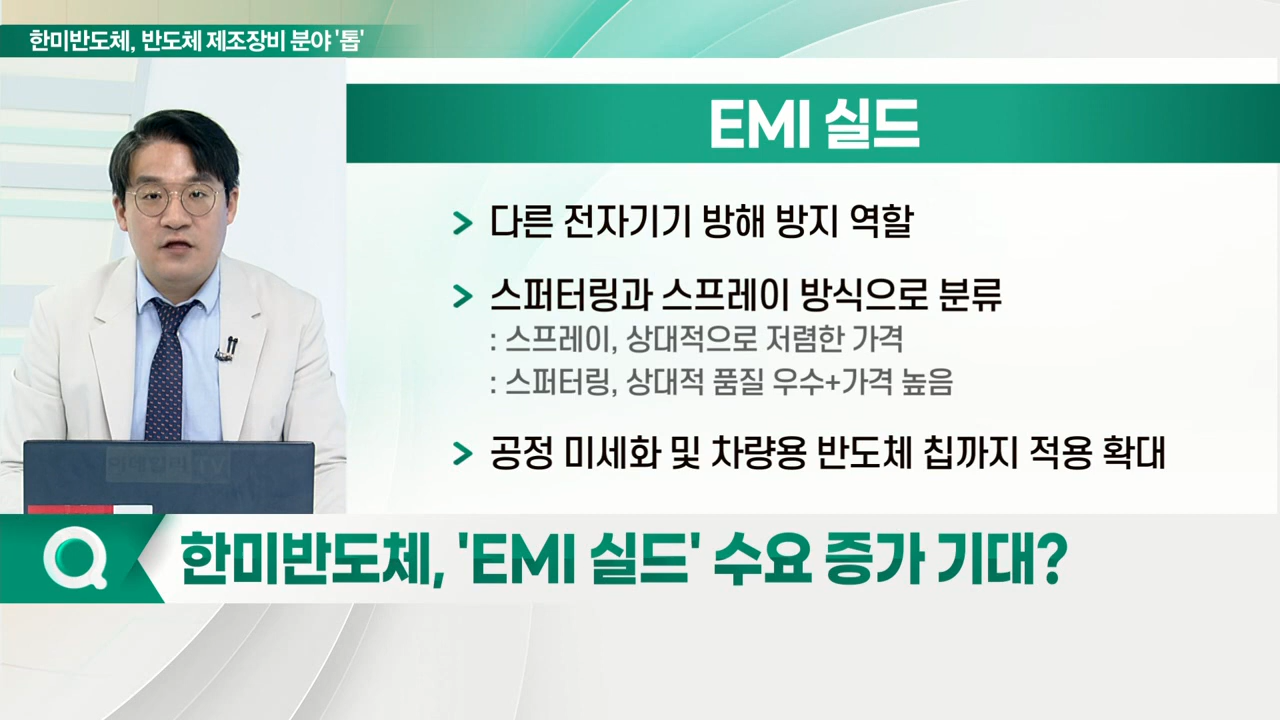 한미반도체, 반도체 제조장비 분야 '톱'
EMI 실드
> 다른 전자기기 방해 방지 역할
> 스퍼터링과 스프레이 방식으로 분류
: 스프레이, 상대적으로 저렴한 가격
: 스퍼터링, 상대적 품질 우수+가격 높음
> 공정 미세화 및 차량용 반도체 칩까지 적용 확대
이데일리 TV
한미반도체, 'EMI 실드' 수요 증가 기대?